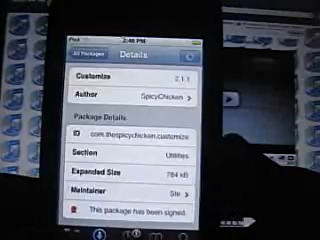 iPod 2:46 PM
All Packages Details
Customize 2.1.1
Author SpicyChicken
Package Details
ID com.thespicychicken.customize
Section Utilities
Expanded Size 784 kB
Maintainer Ste
This package has been signed.